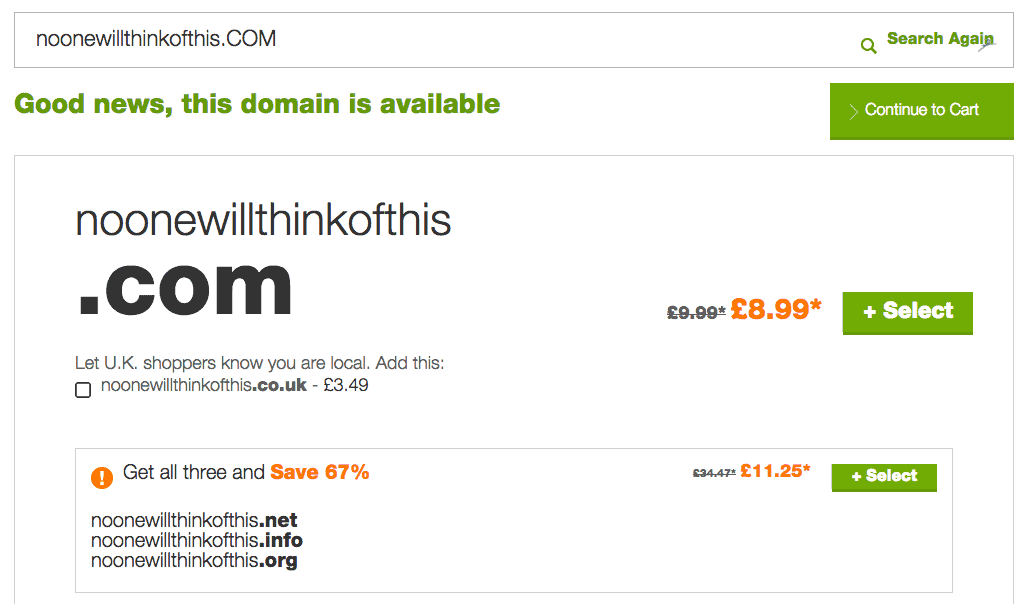 noonewillthinkofthis.COM
Search Again
Good news, this domain is available
Continue to Cart
noonewillthinkofthis
.com
£9.99* £8.99*
+ Select
Let U.K. shoppers know you are local. Add this:
noonewillthinkofthis.co.uk - £3.49
! Get all three and Save 67%
£34.47* £11.25*
+ Select
noonewillthinkofthis.net
noonewillthinkofthis.info
noonewillthinkofthis.org